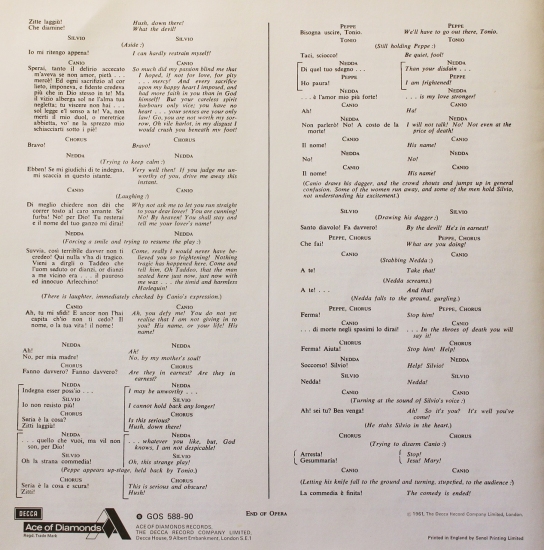 Zitte laggiù!
Che diamine!
Hush, down there!
What the devil!
SILVIO
SILVIO
(Aside :)
Io mi ritengo appena!
I can hardly restrain myself!
CANIO
CANIO
Sperai, tanto il delirio accecato
m'aveva se non amor, pietà . . .
mercè! Ed ogni sacrifizio al cor
lieto, imponeva, e fidente credeva
più che in Dio stesso in te! Ma
il vizio alberga sol ne l'alma tua
negletta; tu viscere non hai . . .
sol legge e'l senso a te! Va, non
merti il mio duol, o meretrice
abbietta, vo' ne lo sprezzo mio
schiacciarti sotto i piè!
So much did my passion blind me that
I hoped, if not for love, for pity
. . . mercy! And every sacrifice
upon my happy heart I imposed, and
had more faith in you than in God
himself! But your careless spirit
harbours only vice; you have no
. . . your senses are your only
law! Go, you are not worth my sor-
row. Oh vile harlot, in my disgust I
would crush you beneath my foot!
CHORUS
CHORUS
Bravo!
Bravo!
NEDDA
NEDDA
(Trying to keep calm :)
Ebben! Se mi giudichi di te indegna,
mi scaccia in questo istante.
Very well then! If you judge me un-
worthy of you, drive me away this
instant.
CANIO
CANIO
(Laughing :)
Di meglio chiedere non dêi che
correr tosto al caro amante. Se'
furba! No! per Dio! Tu resterai
e il nome del tuo ganzo mi dirai!
Why not ask me to let you run straight
to your dear lover! You are cunning!
No! By heaven! You shall stay and
tell me your lover's name!
NEDDA
NEDDA
(Forcing a smile and trying to resume the play :)
Suvvia, così terribile davver non ti
credeo! Qui nulla v'ha di tragico.
Vieni a dirgli o Taddeo che
l'uom seduto or dianzi, or dianzi
a me vicino era . . . il pauroso
ed innocuo Arlecchino!
Come, really I would never have be-
lieved you so frightening! Nothing
tragic has happened here. Come and
tell him, Oh Taddeo, that the man
seated here just now, just now with
me was . . . the timid and harmless
Harlequin!
(There is laughter, immediately checked by Canio's expression.)
CANIO
CANIO
Ah, tu mi sfidi! E ancor non l'hai
capita ch'io non ti cedo? Il
nome, o la tua vita! il nome!
Ah, you defy me! You do not yet
realise that I am not giving in to
you? His name, or your life! His
name!
NEDDA
NEDDA
Ah!
No, per mia madre!
Ah!
No, by my mother's soul!
CHORUS
CHORUS
Fanno davvero? Fanno davvero?
Are they in earnest? Are they in
earnest?
NEDDA
NEDDA
Indegna esser poss'io . . .
I may be unworthy . . .
SILVIO
SILVIO
Io non resisto più!
I cannot hold back any longer!
CHORUS
CHORUS
Seria è la cosa?
Zitti laggiù!
Is this serious?
Hush, down there!
NEDDA
NEDDA
. . . quello che vuoi, ma vil non
son, per Dio!
. . . whatever you like, but, God
knows, I am not despicable!
SILVIO
SILVIO
Oh la strana commedia!
Oh, this strange play!
(Peppe appears up-stage, held back by Tonio.)
CHORUS
CHORUS
Seria è la cosa e scura!
Zitti!
This is serious and obscure!
Hush!
PEPPE
PEPPE
Bisogna uscire, Tonio.
We'll have to go out there, Tonio.
TONIO
TONIO
(Still holding Peppe :)
Taci, sciocco!
Be quiet, fool!
NEDDA
NEDDA
Di quel tuo sdegno . . .
Than your disdain . . .
PEPPE
PEPPE
Ho paura!
I am frightened!
NEDDA
NEDDA
. . . è l'amor mio più forte!
. . . is my love stronger!
CANIO
CANIO
Ah!
Ha!
NEDDA
NEDDA
Non parlerò! No! A costo de la
morte!
I will not talk! No! Not even at the
price of death!
CANIO
CANIO
Il nome!
His name!
NEDDA
NEDDA
No!
No!
CANIO
CANIO
Il nome!
His name!
(Canio draws his dagger, and the crowd shouts and jumps up in general
confusion. Some of the women run away, and some of the men hold Silvio,
not understanding his excitement.)
SILVIO
SILVIO
(Drawing his dagger :)
Santo diavolo! Fa davvero!
By the devil! He's in earnest!
PEPPE, CHORUS
PEPPE, CHORUS
Che fai!
What are you doing!
CANIO
CANIO
(Stabbing Nedda :)
A te!
Take that!
(Nedda screams.)
A te! . . .
And that!
(Nedda falls to the ground, gurgling.)
PEPPE, CHORUS
PEPPE, CHORUS
Ferma!
Stop him!
CANIO
CANIO
. . . di morte negli spasimi lo dirai!
. . . In the throes of death you will
say it!
CHORUS
CHORUS
Ferma! Aiuta!
Stop him! Help!
NEDDA
NEDDA
Soccorso! Silvio!
Help! Silvio!
SILVIO
SILVIO
Nedda!
Nedda!
CANIO
CANIO
(Turning at the sound of Silvio's voice :)
Ah! sei tu? Ben venga!
Ah! So it's you? It's well you've
come!
(He stabs Silvio in the heart.)
CHORUS
CHORUS
(Trying to disarm Canio :)
Arresta!
Gesummaria!
Stop!
Jesu! Mary!
CANIO
CANIO
(Letting his knife fall to the ground and turning, stupefied, to the audience :)
La commedia è finita!
The comedy is ended!
END OF OPERA
DECCA
Ace of Diamonds
Regd. Trade Mark
GOS 588-90
ACE OF DIAMONDS RECORDS,
THE DECCA RECORD COMPANY LIMITED,
Decca House, 9 Albert Embankment, London S.E.1
© 1961, The Decca Record Company Limited, London.
Printed in England by Senol Printing Limited